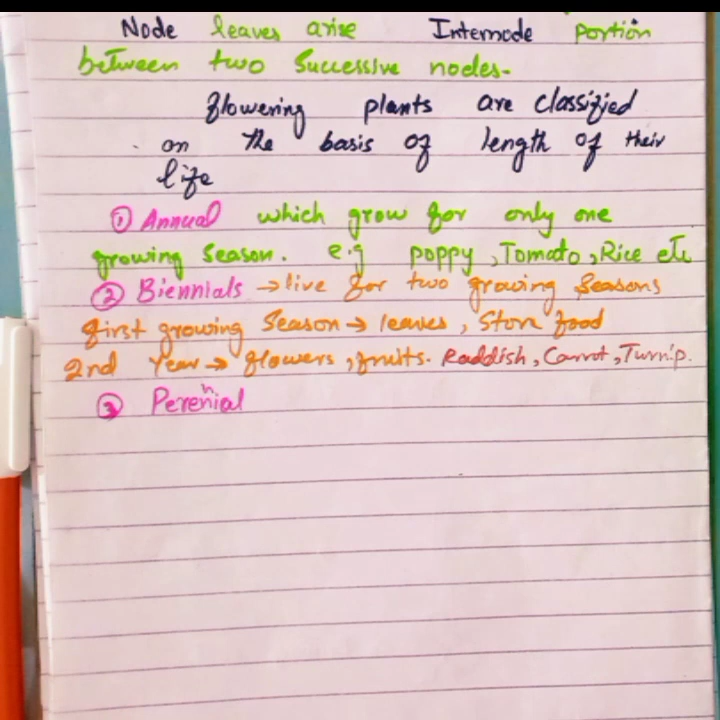 Node leaves arise Internode portion
between two Successive nodes-
flowering plants are classified
on the basis of length of their
life
① Annual which grow for only one
growing season. e.g poppy, Tomato, Rice etc
② Biennials → live for two growing Seasons
first growing Season → leaves, Store food
2nd Year → flowers, fruits. Raddish, Carrot, Turnip.
③ Perennial